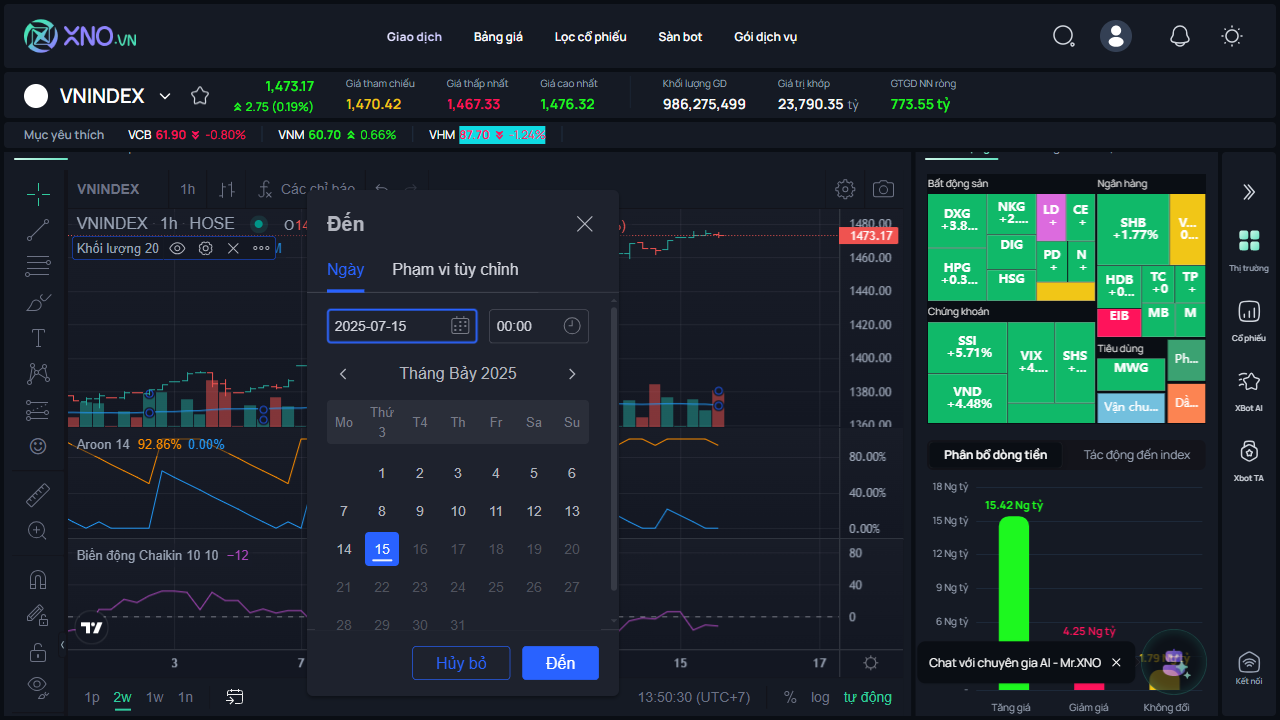 XNO.VN
Giao dịch
Bảng giá
Lọc cổ phiếu
Sàn bot
Gói dịch vụ
VNINDEX
1,473.17
2.75 (0.19%)
Giá tham chiếu
1,470.42
Giá thấp nhất
1,467.33
Giá cao nhất
1,476.32
Khối lượng GD
986,275,499
Giá trị khớp
23,790.35 tỷ
GTGD NN ròng
773.55 tỷ
Mục yêu thích
VCB 61.90 -0.80%
VNM 60.70 0.66%
VHM 87.70 -1.24%
VNINDEX
1h
Các chỉ báo
VNINDEX · 1h · HOSE
Khối lượng 20
Đến
Ngày
Phạm vi tùy chỉnh
2025-07-15
00:00
Tháng Bảy 2025
Mo Thứ 3 T4 Th Fr Sa Su
1 2 3 4 5 6
7 8 9 10 11 12 13
14 15 16 17 18 19 20
21 22 23 24 25 26 27
28 29 30 31
Hủy bỏ
Đến
1480.00
1473.17
1460.00
1440.00
1420.00
1400.00
1380.00
1360.00
Aroon 14 92.86% 0.00%
80.00%
40.00%
0.00%
Biến động Chaikin 10 10 −12
80
40
0
3
7
15
17
1p
2w
1w
1n
13:50:30 (UTC+7)
%
log
tự động
Bất động sản
DXG
+3.8...
NKG
+2....
LD
+
CE
+
HPG
+0.3...
DIG
HSG
PD
+
N
+
Ngân hàng
SHB
+1.77%
V...
0...
HDB
+0...
TC
+0
TP
+
EIB
MB
M
Chứng khoán
SSI
+5.71%
VND
+4.48%
VIX
+4....
SHS
+...
Tiêu dùng
MWG
Ph...
Vận chu...
Dầ...
Phân bổ dòng tiền
Tác động đến index
18 Ng tỷ
15 Ng tỷ
12 Ng tỷ
9 Ng tỷ
6 Ng tỷ
15.42 Ng tỷ
4.25 Ng tỷ
1.79 Ng tỷ
Tăng giá
Giảm giá
Không đổi
Chat với chuyên gia AI - Mr.XNO
Thị trường
Cổ phiếu
XBot AI
Xbot TA
Kết nối